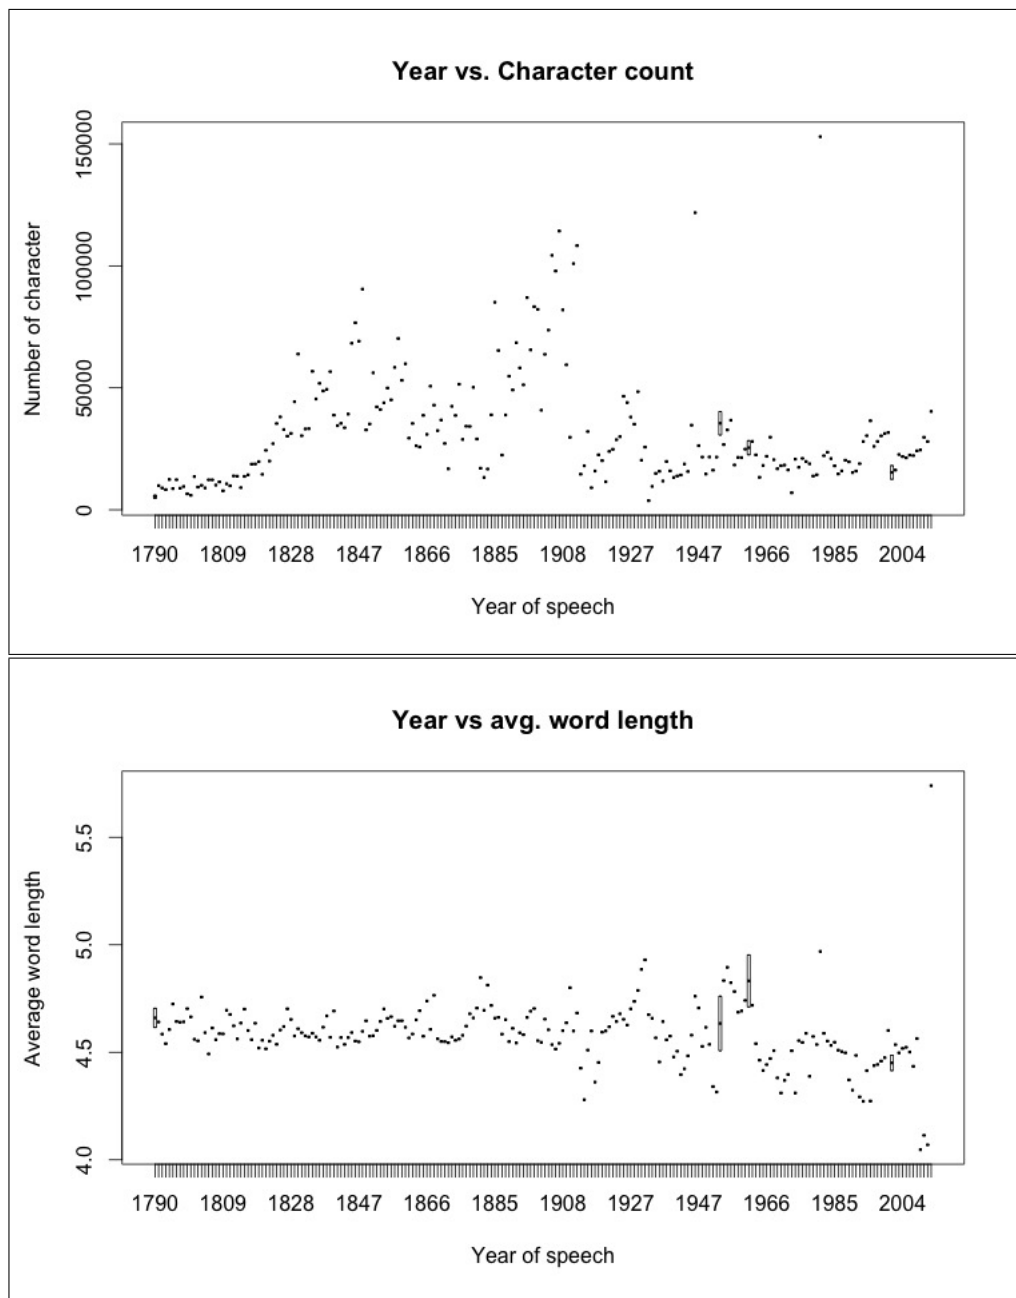 Year vs. Character count
Number of character
150000
100000
50000
0
1790 1809 1828 1847 1866 1885 1908 1927 1947 1966 1985 2004
Year of speech
Year vs avg. word length
Average word length
5.5
5.0
4.5
4.0
1790 1809 1828 1847 1866 1885 1908 1927 1947 1966 1985 2004
Year of speech